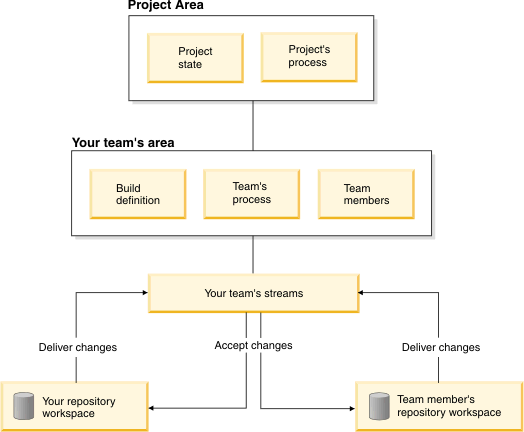 Project Area
Project
state
Project's
process
Your team's area
Build
definition
Team's
process
Team
members
Your team's streams
Deliver changes
Accept changes
Deliver changes
Your repository
workspace
Team member's
repository workspace